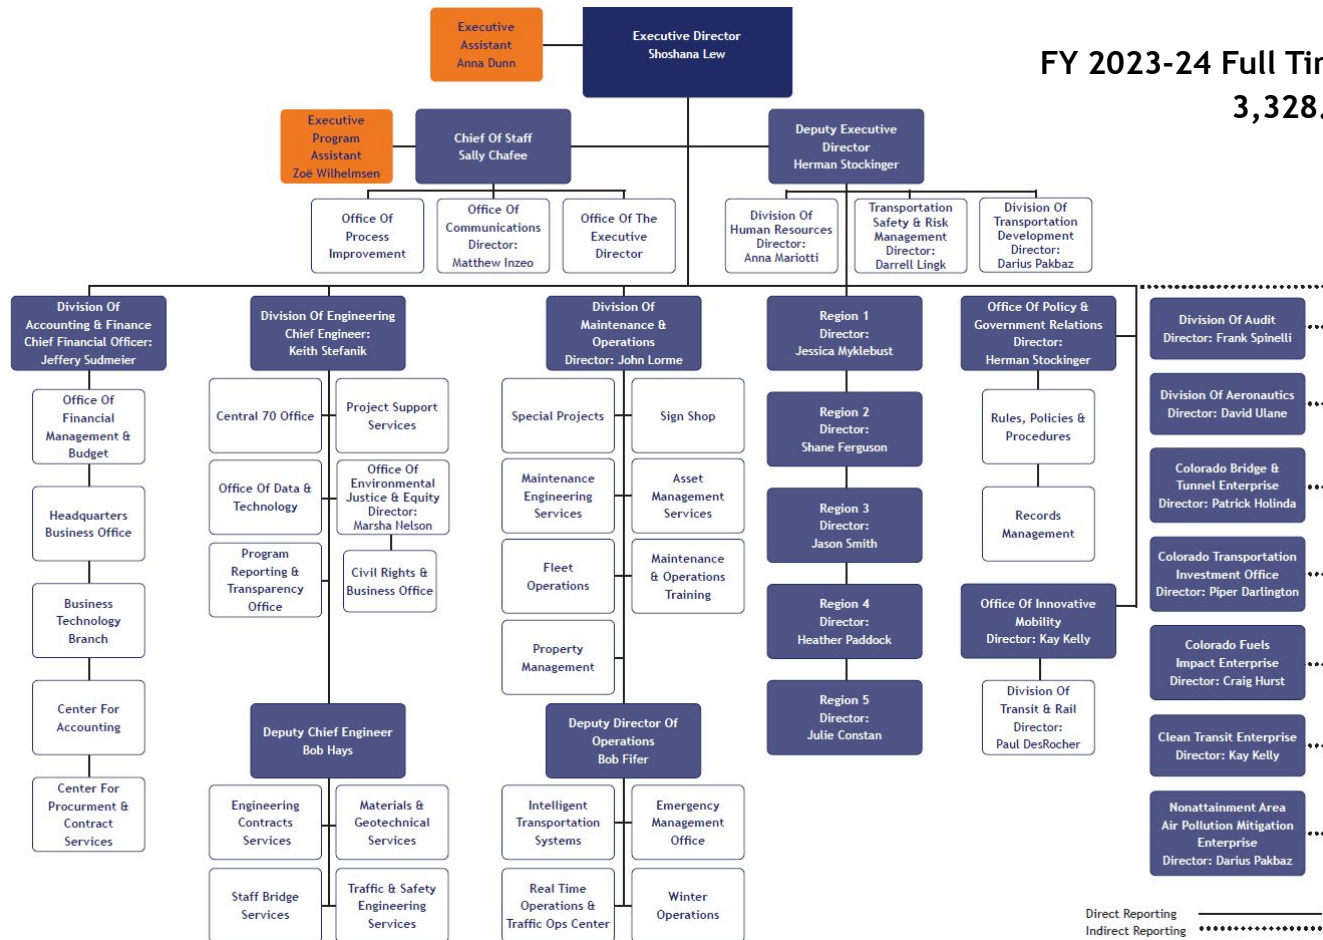 Executive
Assistant
Anna Dunn
Executive Director
Shoshana Lew
FY 2023-24 Full Tir
3,328.
Executive
Program
Assistant
Zoë Wilhelmsen
Chief Of Staff
Sally Chafee
Deputy Executive
Director
Herman Stockinger
Office Of
Process
Improvement
Office Of
Communications
Director:
Matthew Inzeo
Office Of The
Executive
Director
Division Of
Human Resources
Director:
Anna Mariotti
Transportation
Safety & Risk
Management
Director:
Darrell Lingk
Division Of
Transportation
Development
Director:
Darius Pakbaz
Division Of
Accounting & Finance
Chief Financial Officer:
Jeffery Sudmeier
Office Of
Financial
Management &
Budget
Headquarters
Business Office
Business
Technology
Branch
Center For
Accounting
Center For
Procurment &
Contract
Services
Division Of Engineering
Chief Engineer:
Keith Stefanik
Central 70 Office
Project Support
Services
Office Of Data &
Technology
Office Of
Environmental
Justice & Equity
Director:
Marsha Nelson
Program
Reporting &
Transparency
Office
Civil Rights &
Business Office
Deputy Chief Engineer
Bob Hays
Engineering
Contracts
Services
Materials &
Geotechnical
Services
Staff Bridge
Services
Traffic & Safety
Engineering
Services
Division Of
Maintenance &
Operations
Director: John Lorme
Special Projects
Sign Shop
Maintenance
Engineering
Services
Asset
Management
Services
Fleet
Operations
Maintenance
& Operations
Training
Property
Management
Deputy Director Of
Operations
Bob Fifer
Intelligent
Transportation
Systems
Emergency
Management
Office
Real Time
Operations &
Traffic Ops Center
Winter
Operations
Region 1
Director:
Jessica Myklebust
Region 2
Director:
Shane Ferguson
Region 3
Director:
Jason Smith
Region 4
Director:
Heather Paddock
Region 5
Director:
Julie Constan
Office Of Policy &
Government Relations
Director:
Herman Stockinger
Rules, Policies &
Procedures
Records
Management
Office Of Innovative
Mobility
Director: Kay Kelly
Division Of
Transit & Rail
Director:
Paul DesRocher
Division Of Audit
Director: Frank Spinelli
Division Of Aeronautics
Director: David Ulane
Colorado Bridge &
Tunnel Enterprise
Director: Patrick Holinda
Colorado Transportation
Investment Office
Director: Piper Darlington
Colorado Fuels
Impact Enterprise
Director: Craig Hurst
Clean Transit Enterprise
Director: Kay Kelly
Nonattainment Area
Air Pollution Mitigation
Enterprise
Director: Darius Pakbaz
Direct Reporting
Indirect Reporting